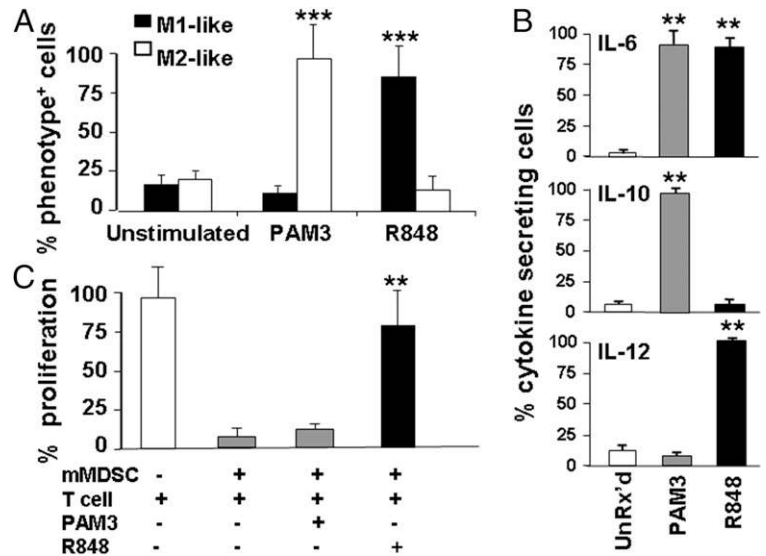 A
M1-like
M2-like
***
***
% phenotype⁺ cells
100
75
50
25
0
Unstimulated PAM3 R848
B
% cytokine secreting cells
IL-6
** **
100
75
50
25
0
IL-10
**
100
75
50
25
0
IL-12
**
100
75
50
25
0
UnRx'd PAM3 R848
C
% proliferation
**
100
75
50
25
0
mMDSC - + + +
T cell + + + +
PAM3 - - + -
R848 - - - +